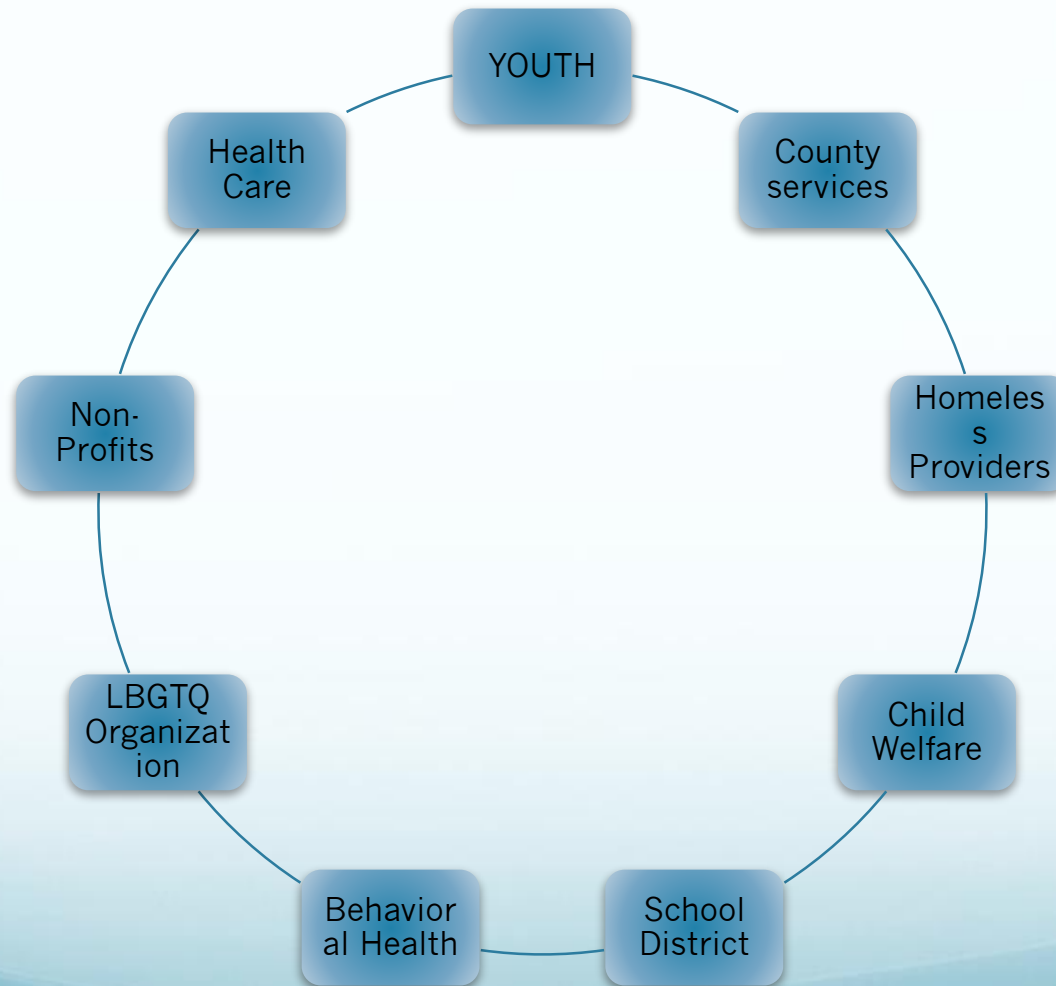 YOUTH
County
services
Homeles
s
Providers
Child
Welfare
School
District
Behavior
al Health
LBGTQ
Organizat
ion
Non-
Profits
Health
Care